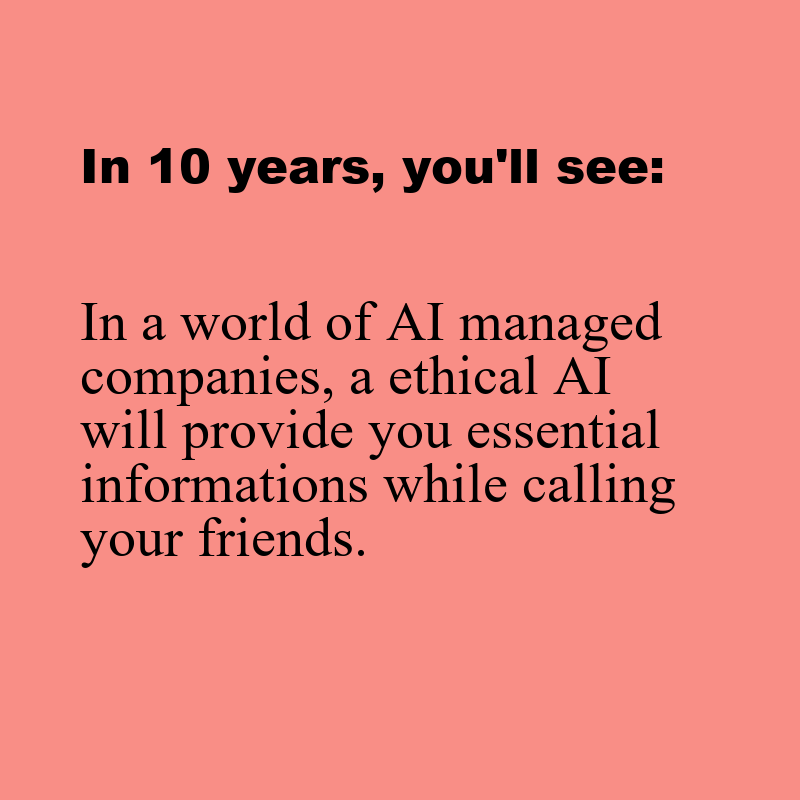 In 10 years, you'll see:
In a world of AI managed
companies, a ethical AI
will provide you essential
informations while calling
your friends.